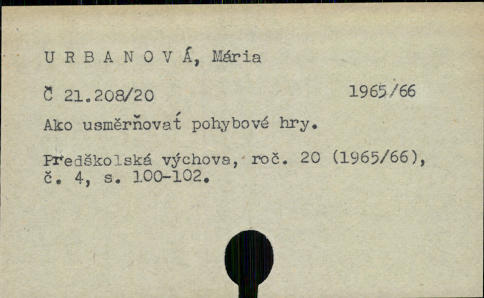 U R B A N O V Á, Mária
Č 21.208/20 1965/66
Ako usměrňovať pohybové hry.
Předškolská výchova, roč. 20 (1965/66),
č. 4, s. 100-102.